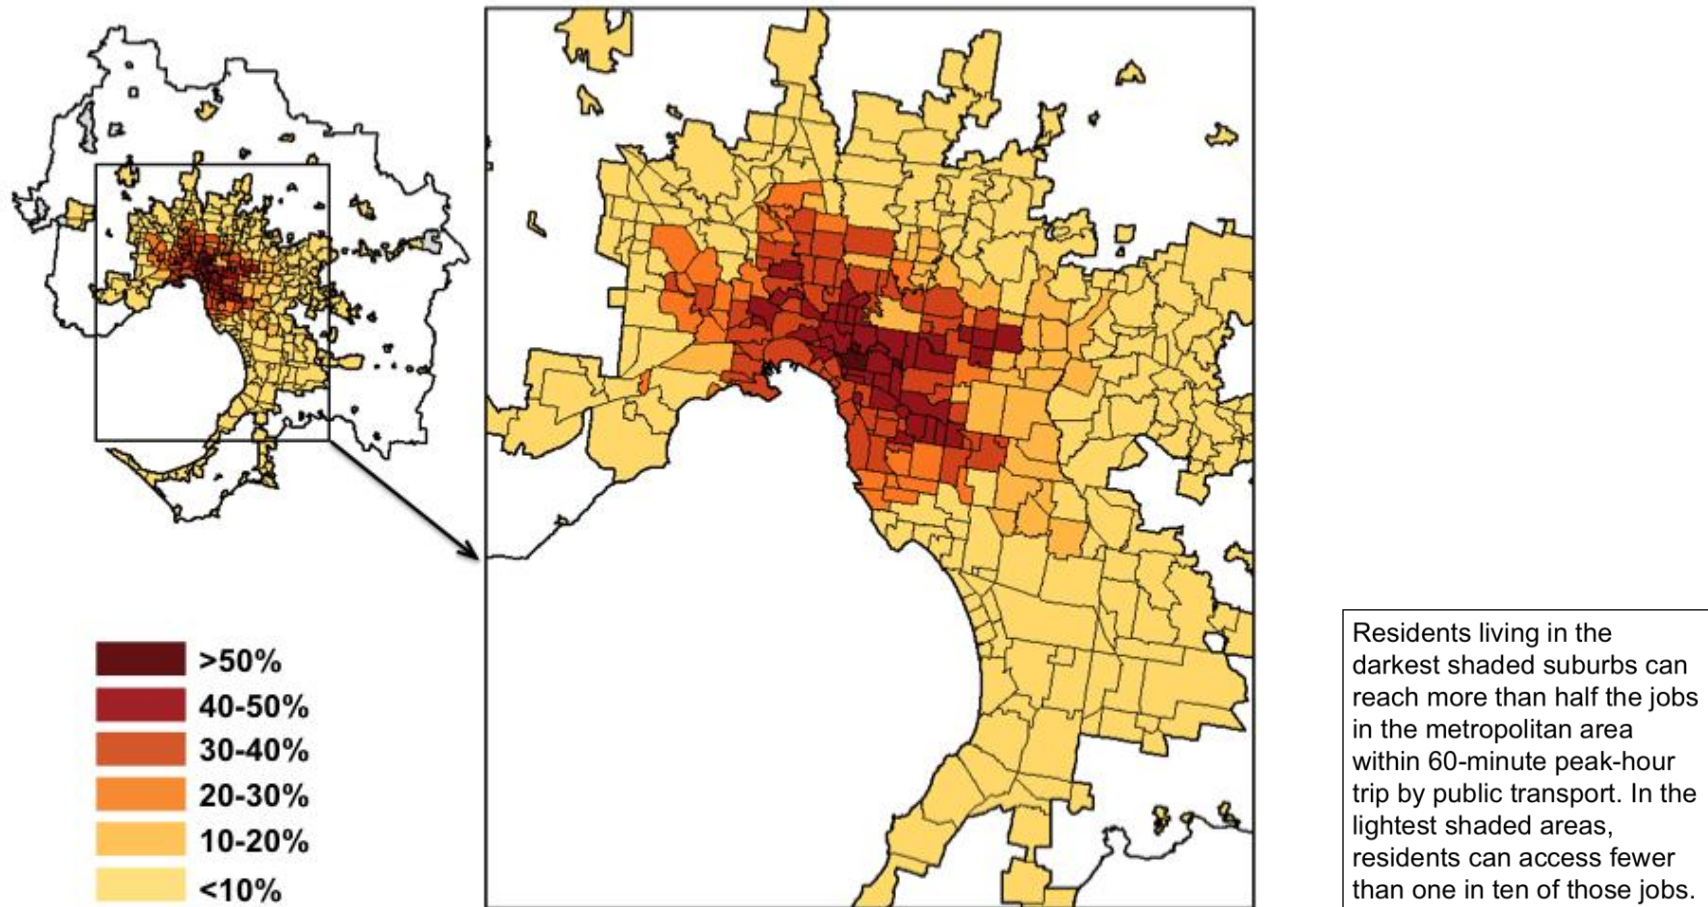 >50%
40-50%
30-40%
20-30%
10-20%
<10%
Residents living in the
darkest shaded suburbs can
reach more than half the jobs
in the metropolitan area
within 60-minute peak-hour
trip by public transport. In the
lightest shaded areas,
residents can access fewer
than one in ten of those jobs.